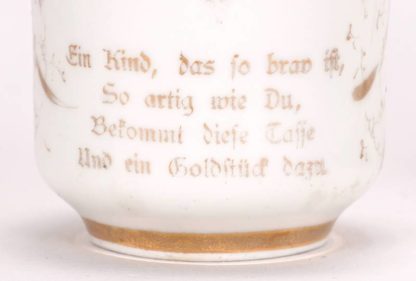 Ein Kind, das so brav ist,
So artig wie Du,
Bekommt diese Tasse
Und ein Goldstück dazu